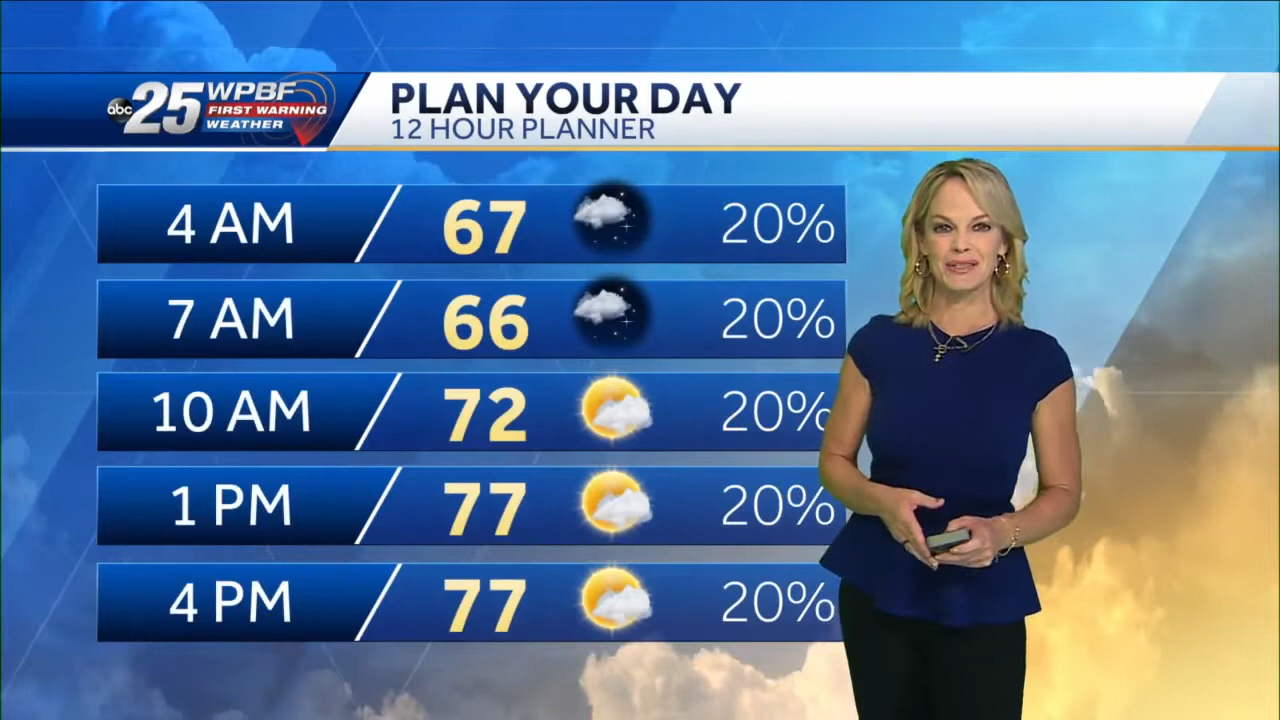 abc 25 WPBF
FIRST WARNING
WEATHER
PLAN YOUR DAY
12 HOUR PLANNER
4 AM 67 20%
7 AM 66 20%
10 AM 72 20%
1 PM 77 20%
4 PM 77 20%